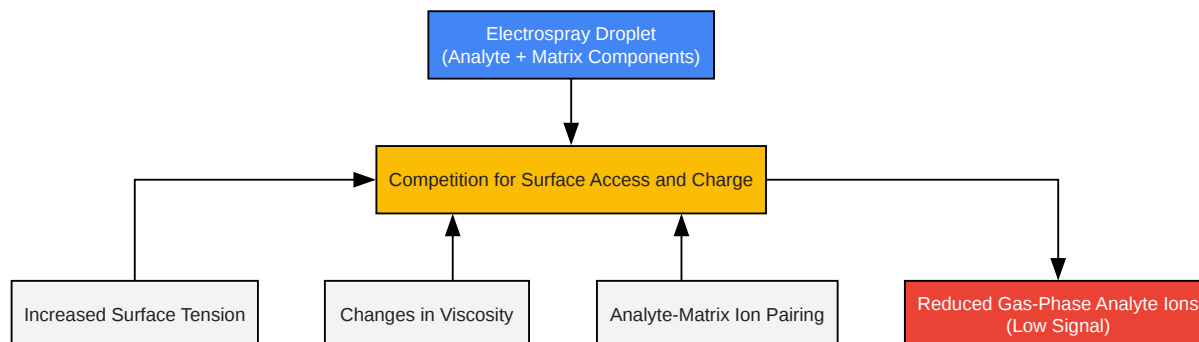 Electrospray Droplet
(Analyte + Matrix Components)
Competition for Surface Access and Charge
Increased Surface Tension
Changes in Viscosity
Analyte-Matrix Ion Pairing
Reduced Gas-Phase Analyte Ions
(Low Signal)